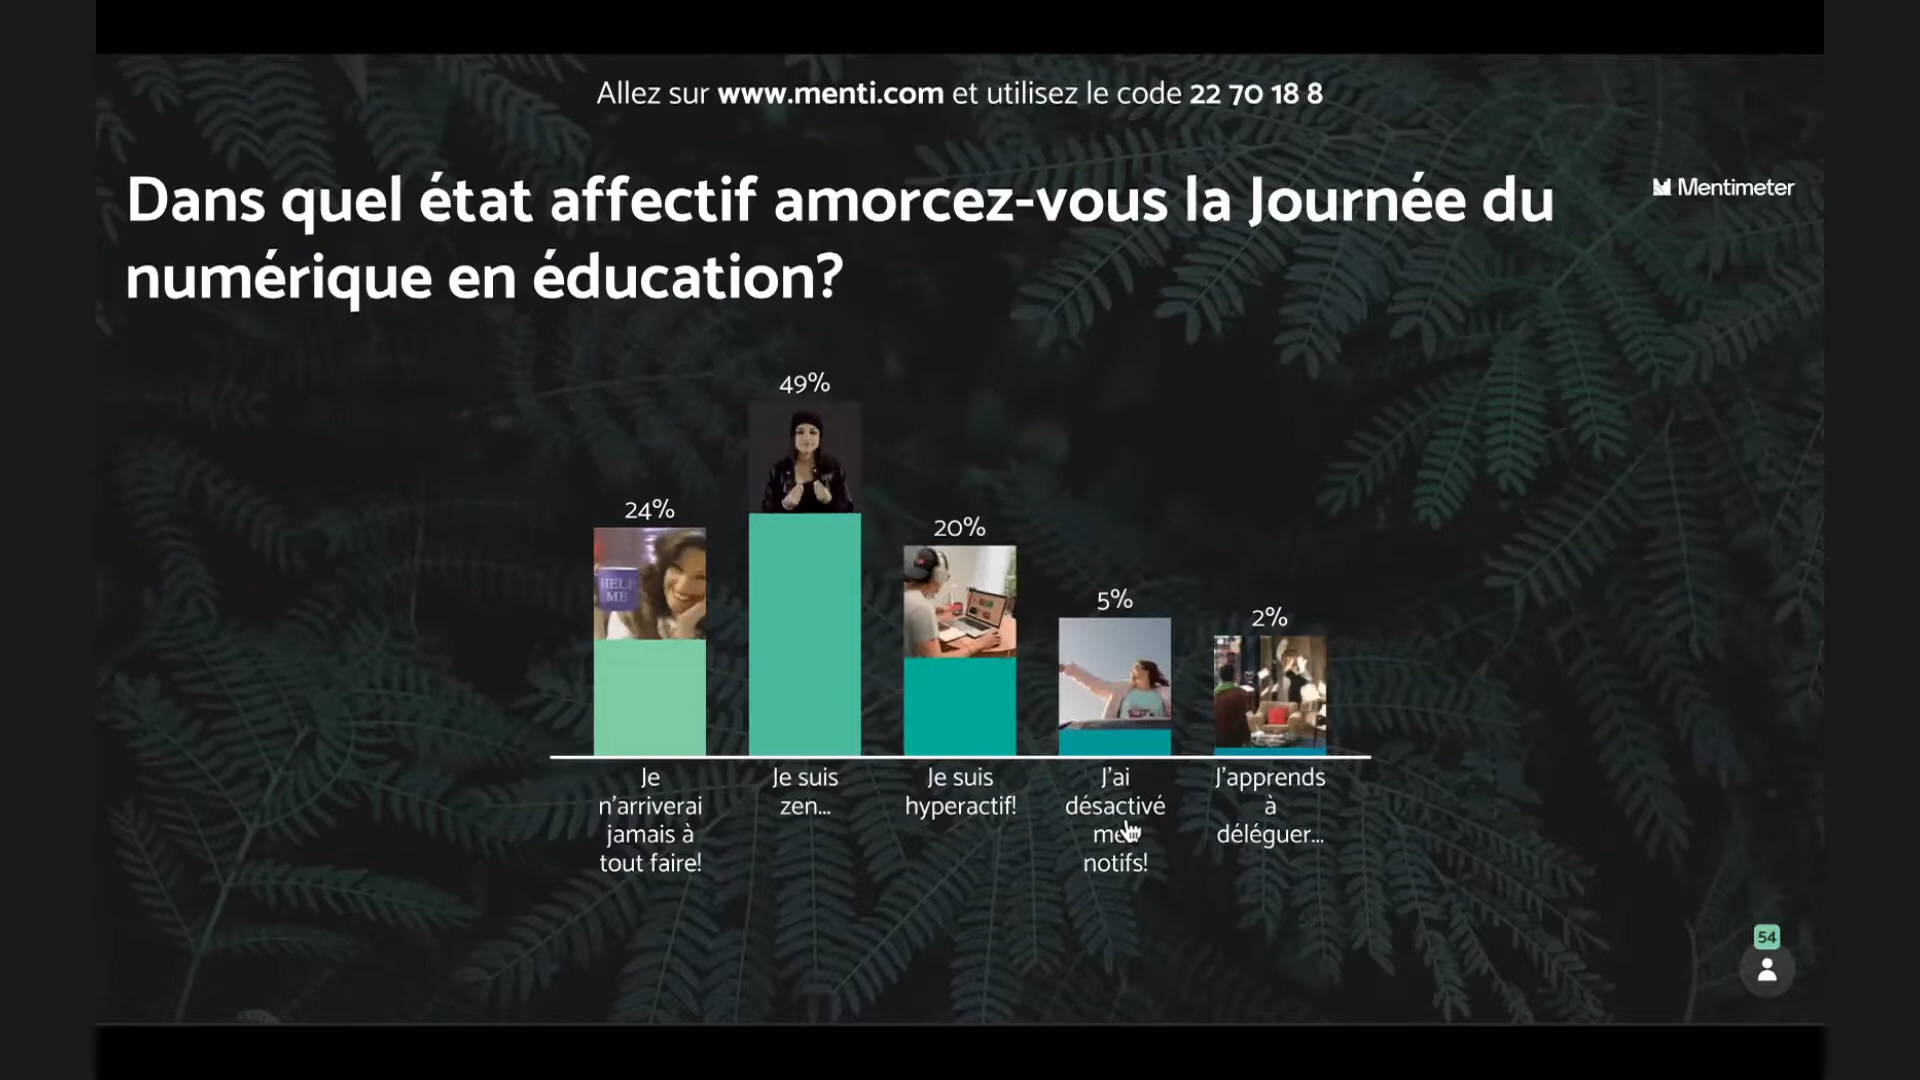 Allez sur www.menti.com et utilisez le code 22 70 18 8
Dans quel état affectif amorcez-vous la Journée du
numérique en éducation?
Mentimeter
49%
24%
20%
5%
2%
HELP
ME
Je
n'arriverai
jamais à
tout faire!
Je suis
zen...
Je suis
hyperactif!
J'ai
désactivé
notifs!
J'apprends
à
déléguer...
54